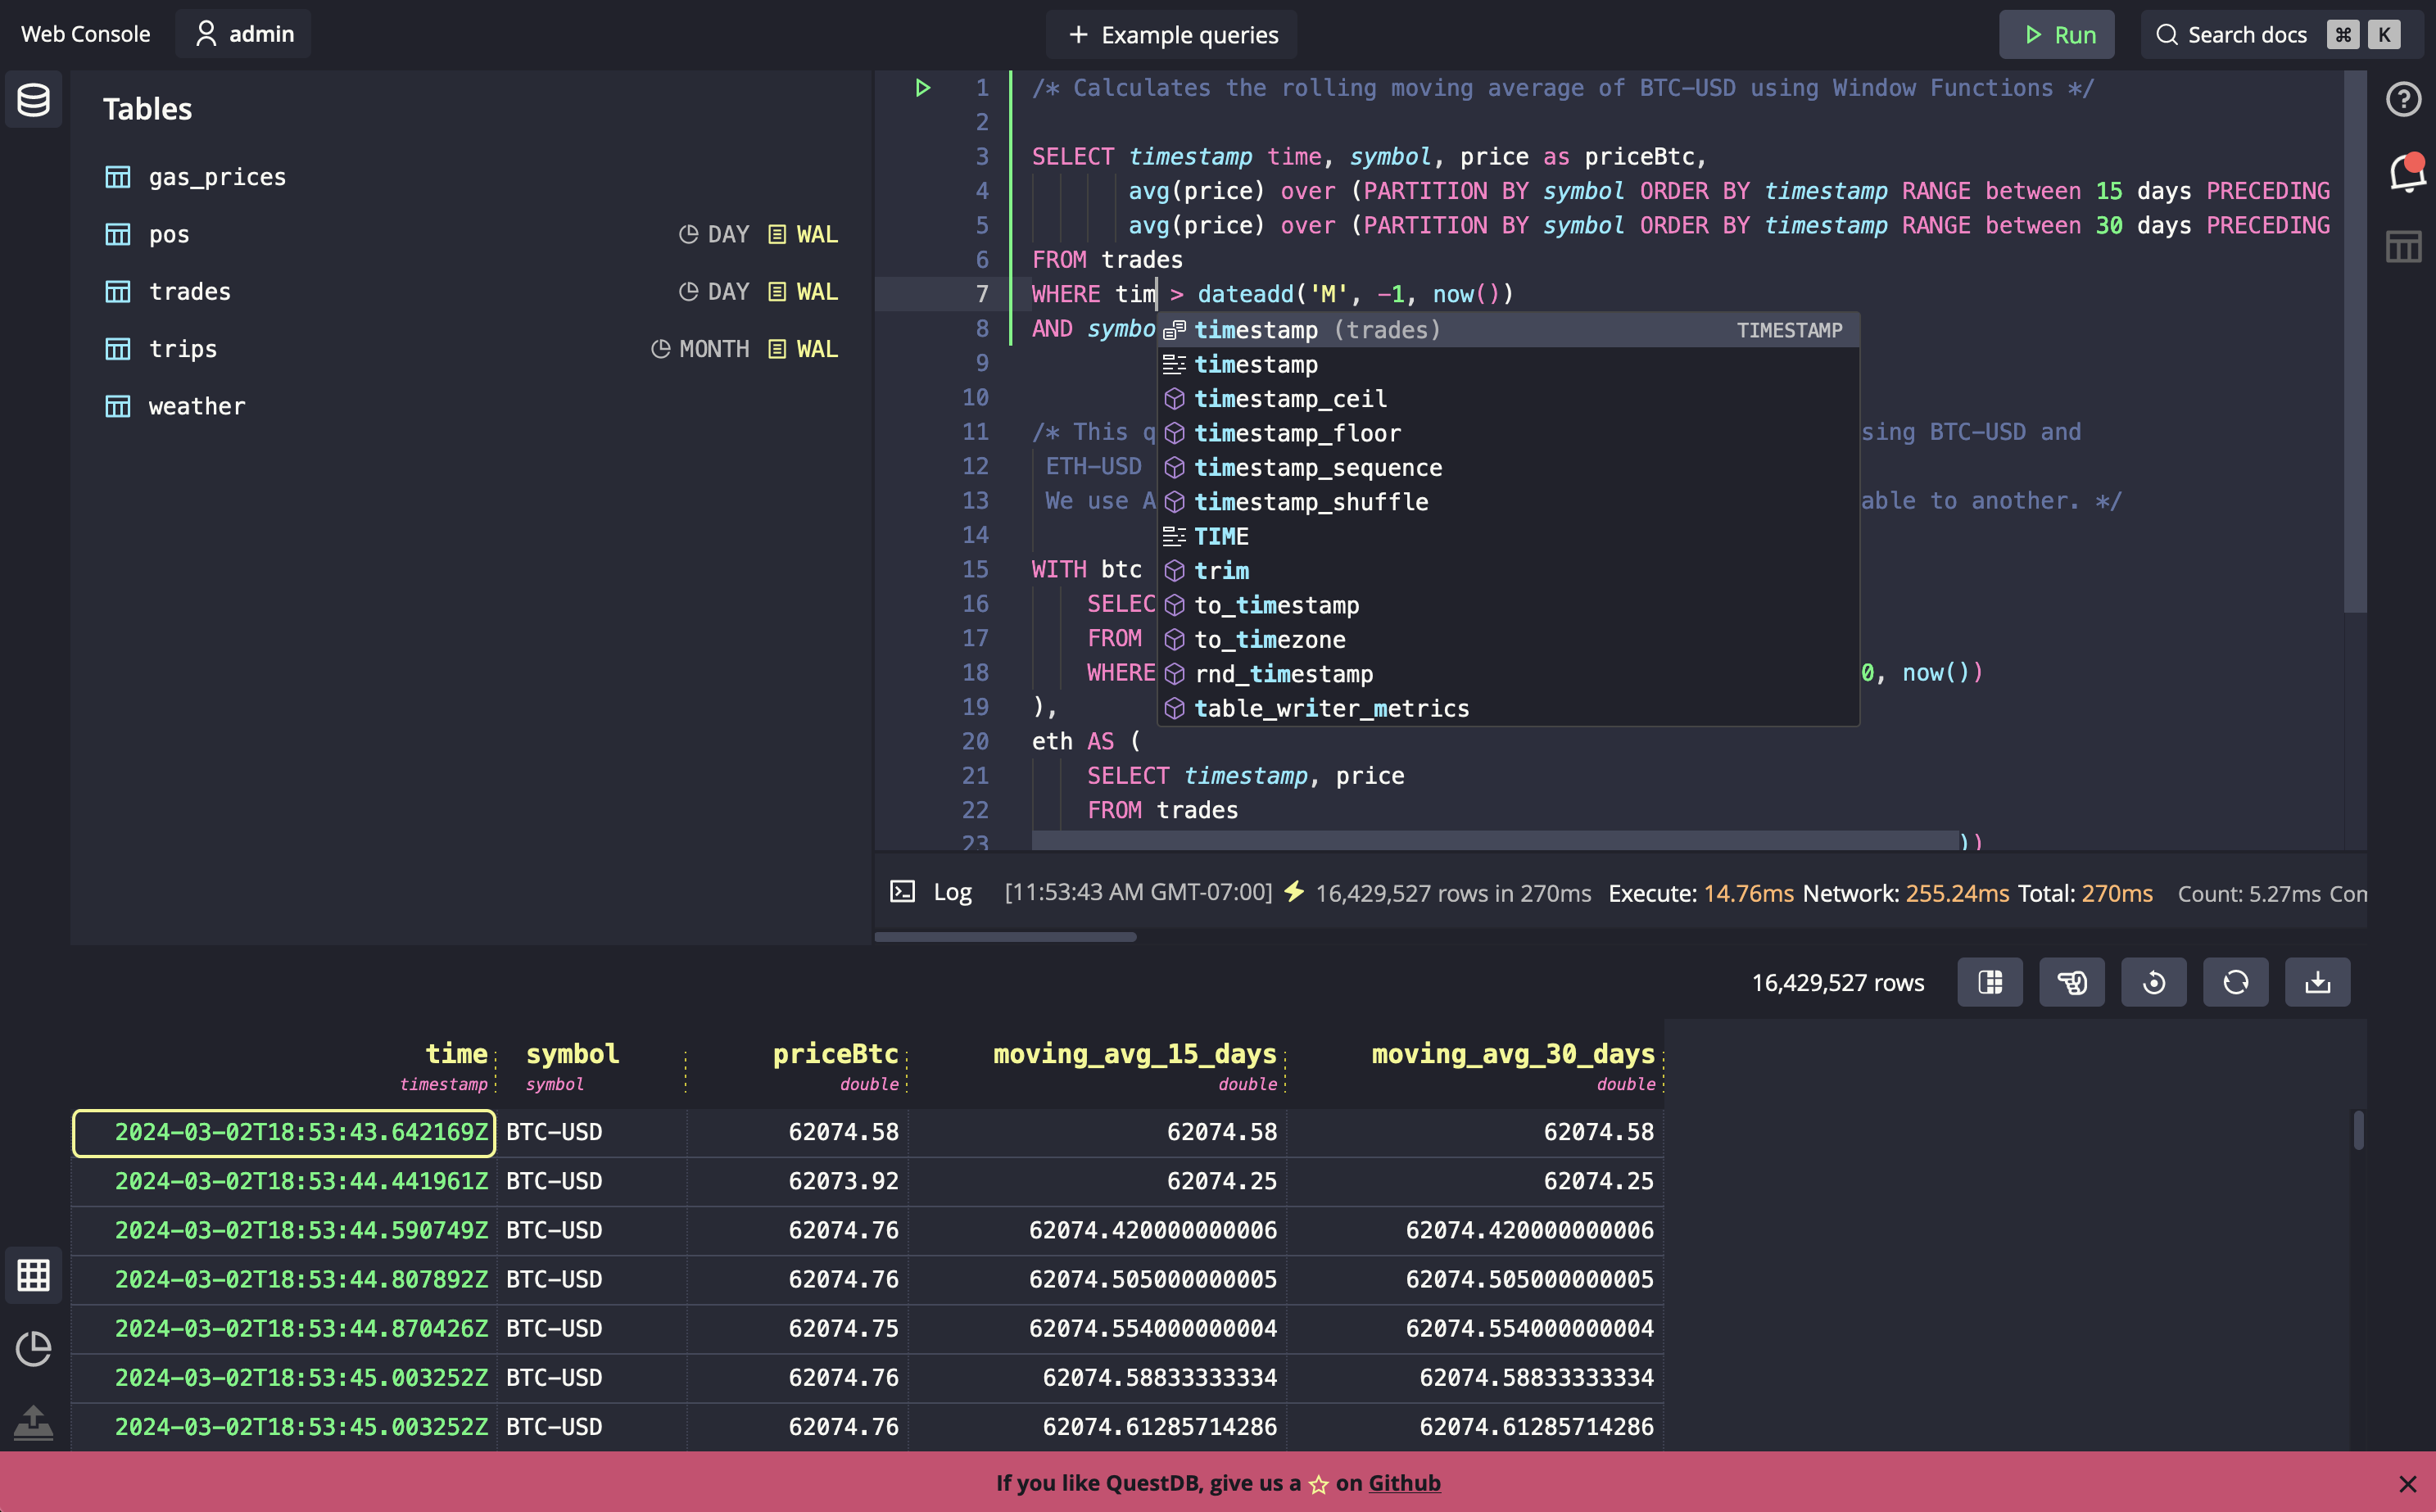 Web Console
admin
+ Example queries
Run
Search docs ⌘ K
Tables
gas_prices
pos DAY WAL
trades DAY WAL
trips MONTH WAL
weather
1 /* Calculates the rolling moving average of BTC-USD using Window Functions */
2
3 SELECT timestamp time, symbol, price as priceBtc,
4 avg(price) over (PARTITION BY symbol ORDER BY timestamp RANGE between 15 days PRECEDING
5 avg(price) over (PARTITION BY symbol ORDER BY timestamp RANGE between 30 days PRECEDING
6 FROM trades
7 WHERE tim > dateadd('M', -1, now())
8 AND symbo
9
10
11 /* This q sing BTC-USD and
12 ETH-USD
13 We use A able to another. */
14
15 WITH btc
16 SELEC
17 FROM
18 WHERE 0, now())
19 ),
20 eth AS (
21 SELECT timestamp, price
22 FROM trades
23 ))
timestamp (trades) TIMESTAMP
timestamp
timestamp_ceil
timestamp_floor
timestamp_sequence
timestamp_shuffle
TIME
trim
to_timestamp
to_timezone
rnd_timestamp
table_writer_metrics
Log [11:53:43 AM GMT-07:00] ⚡ 16,429,527 rows in 270ms Execute: 14.76ms Network: 255.24ms Total: 270ms Count: 5.27ms Com
16,429,527 rows
time symbol priceBtc moving_avg_15_days moving_avg_30_days
timestamp symbol double double double
2024-03-02T18:53:43.642169Z BTC-USD 62074.58 62074.58 62074.58
2024-03-02T18:53:44.441961Z BTC-USD 62073.92 62074.25 62074.25
2024-03-02T18:53:44.590749Z BTC-USD 62074.76 62074.420000000006 62074.420000000006
2024-03-02T18:53:44.807892Z BTC-USD 62074.76 62074.505000000005 62074.505000000005
2024-03-02T18:53:44.870426Z BTC-USD 62074.75 62074.554000000004 62074.554000000004
2024-03-02T18:53:45.003252Z BTC-USD 62074.76 62074.58833333334 62074.58833333334
2024-03-02T18:53:45.003252Z BTC-USD 62074.76 62074.61285714286 62074.61285714286
If you like QuestDB, give us a ☆ on Github